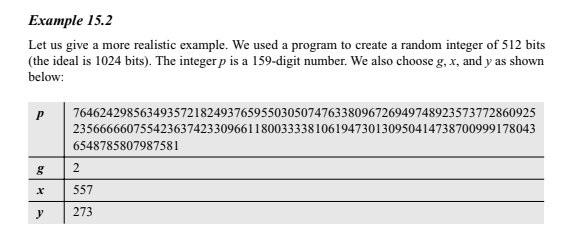 Example 15.2
Let us give a more realistic example. We used a program to create a random integer of 512 bits
(the ideal is 1024 bits). The integer p is a 159-digit number. We also choose g, x, and y as shown
below:
p 764624298563493572182493765955030507476338096726949748923573772860925
235666660755423637423309661180033338106194730130950414738700999178043
6548785807987581
g 2
x 557
y 273